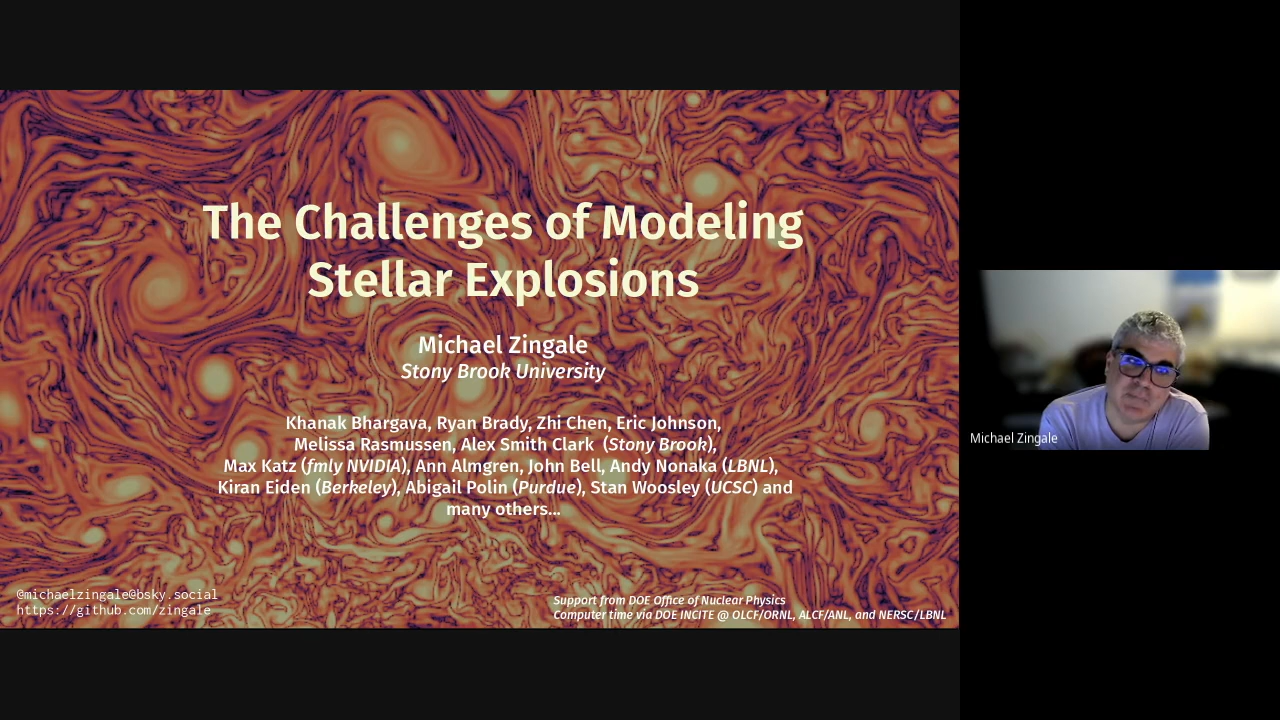 The Challenges of Modeling
Stellar Explosions
Michael Zingale
Stony Brook University
Khanak Bhargava, Ryan Brady, Zhi Chen, Eric Johnson,
Melissa Rasmussen, Alex Smith Clark (Stony Brook),
Max Katz (fmly NVIDIA), Ann Almgren, John Bell, Andy Nonaka (LBNL),
Kiran Eiden (Berkeley), Abigail Polin (Purdue), Stan Woosley (UCSC) and
many others...
@michaelzingale@bsky.social
https://github.com/zingale
Support from DOE Office of Nuclear Physics
Computer time via DOE INCITE @ OLCF/ORNL, ALCF/ANL, and NERSC/LBNL
Michael Zingale